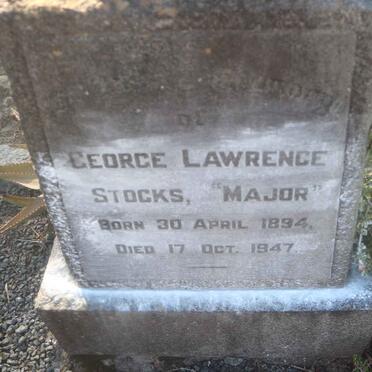 OF
GEORGE LAWRENCE
STOCKS, "MAJOR"
BORN 30 APRIL 1894,
DIED 17 OCT. 1947.